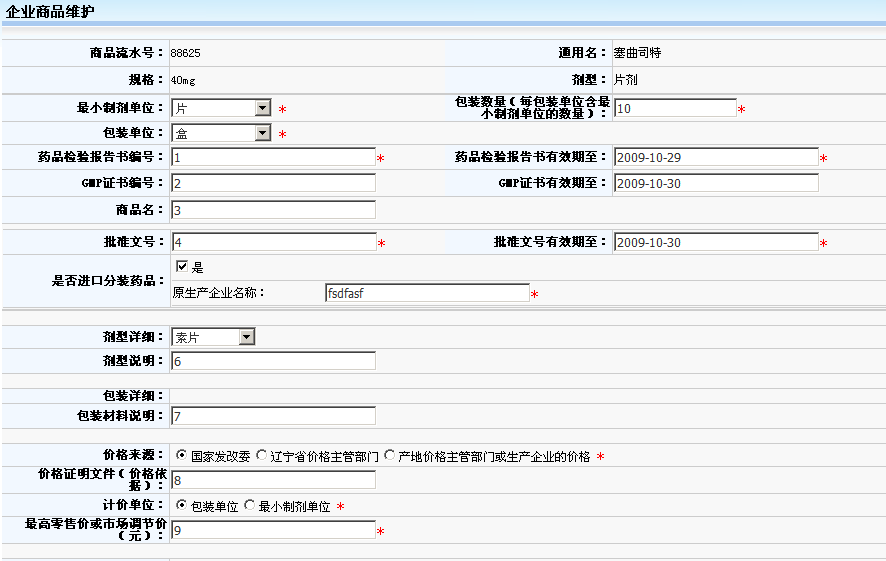 企业商品维护
商品流水号： 88625 通用名： 塞曲司特
规格： 40mg 剂型： 片剂
最小制剂单位： 片 * 包装数量（每包装单位含最小制剂单位的数量）： 10 *
包装单位： 盒 *
药品检验报告书编号： 1 * 药品检验报告书有效期至： 2009-10-29 *
GMP证书编号： 2 GMP证书有效期至： 2009-10-30
商品名： 3
批准文号： 4 * 批准文号有效期至： 2009-10-30 *
是否进口分装药品： 是
原生产企业名称： fsdfasf *
剂型详细： 素片
剂型说明： 6
包装详细：
包装材料说明： 7
价格来源： 国家发改委 辽宁省价格主管部门 产地价格主管部门或生产企业的价格 *
价格证明文件（价格依据）： 8
计价单位： 包装单位 最小制剂单位 *
最高零售价或市场调节价（元）： 9 *